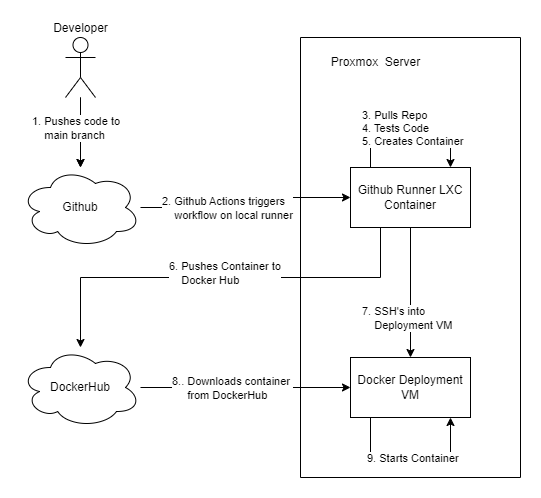 Developer
Proxmox Server
1. Pushes code to
main branch
3. Pulls Repo
4. Tests Code
5. Creates Container
Github
2. Github Actions triggers
workflow on local runner
Github Runner LXC
Container
6. Pushes Container to
Docker Hub
7. SSH's into
Deployment VM
DockerHub
8.. Downloads container
from DockerHub
Docker Deployment
VM
9. Starts Container